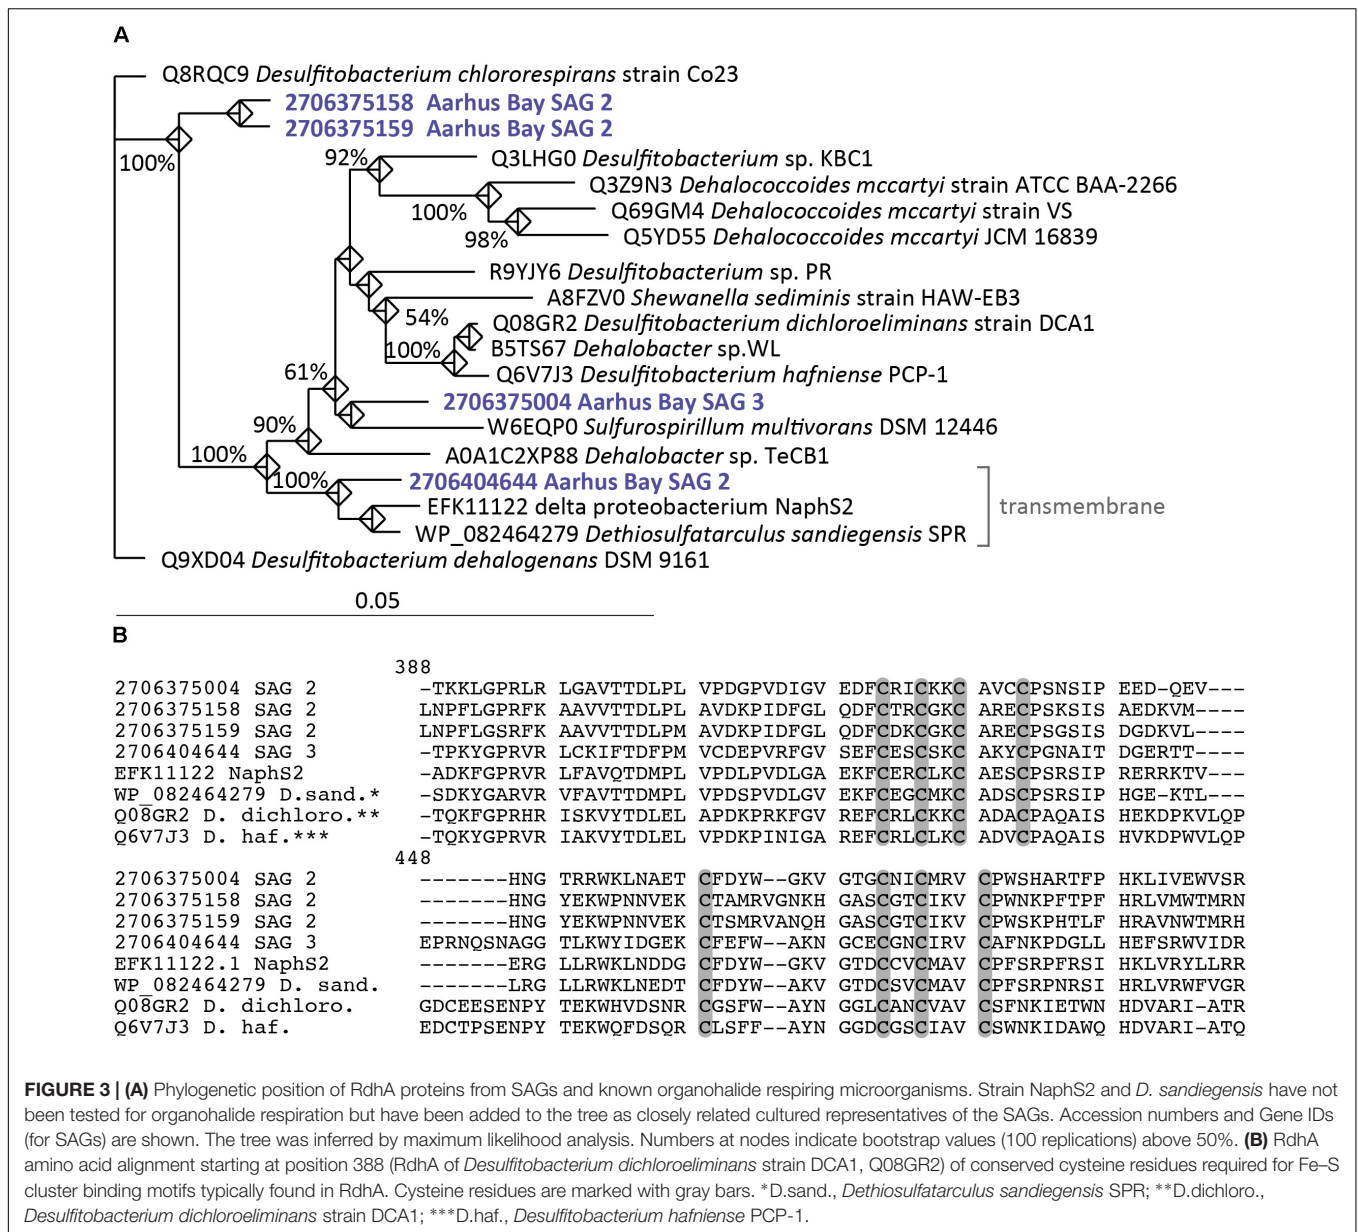 A
Q8RQC9 Desulfitobacterium chlororespirans strain Co23
2706375158 Aarhus Bay SAG 2
2706375159 Aarhus Bay SAG 2
100%
92%
Q3LHG0 Desulfitobacterium sp. KBC1
Q3Z9N3 Dehalococcoides mccartyi strain ATCC BAA-2266
100%
Q69GM4 Dehalococcoides mccartyi strain VS
98%
Q5YD55 Dehalococcoides mccartyi JCM 16839
R9YJY6 Desulfitobacterium sp. PR
A8FZV0 Shewanella sediminis strain HAW-EB3
54%
Q08GR2 Desulfitobacterium dichloroeliminans strain DCA1
100%
B5TS67 Dehalobacter sp.WL
61%
Q6V7J3 Desulfitobacterium hafniense PCP-1
2706375004 Aarhus Bay SAG 3
90%
W6EQP0 Sulfurospirillum multivorans DSM 12446
100%
A0A1C2XP88 Dehalobacter sp. TeCB1
100%
2706404644 Aarhus Bay SAG 2
EFK11122 delta proteobacterium NaphS2
transmembrane
WP_082464279 Dethiosulfatarculus sandiegensis SPR
Q9XD04 Desulfitobacterium dehalogenans DSM 9161
0.05
B
388
2706375004 SAG 2 -TKKLGPRLR LGAVTTDLPL VPDGPVDIGV EDFCRICKKC AVCCPSNSIP EED-QEV---
2706375158 SAG 2 LNPFLGPRFK AAVVTTDLPL AVDKPIDFGL QDFCTRCGKC ARECPSKSIS AEDKVM----
2706375159 SAG 2 LNPFLGSRFK AAVVTTDLPM AVDKPIDFGL QDFCDKCGKC ARECPSGSIS DGDKVL----
2706404644 SAG 3 -TPKYGPRVR LCKIFTDFPM VCDEPVRFGV SEFCESCSKC AKYCPGNAIT DGERTT----
EFK11122 NaphS2 -ADKFGPRVR LFAVQTDMPL VPDLPVDLGA EKFCERCLKC AESCPSRSIP RERRKTV---
WP_082464279 D.sand.* -SDKYGARVR VFAVTTDMPL VPDSPVDLGV EKFCEGCMKC ADSCPSRSIP HGE-KTL---
Q08GR2 D. dichloro.** -TQKFGPRHR ISKVYTDLEL APDKPRKFGV REFCRLCKKC ADACPAQAIS HEKDPKVLQP
Q6V7J3 D. haf.*** -TQKYGPRVR IAKVYTDLEL VPDKPINIGA REFCRLCLKC ADVCPAQAIS HVKDPWVLQP
448
2706375004 SAG 2 -------HNG TRRWKLNAET CFDYW--GKV GTGCNICMRV CPWSHARTFP HKLIVEWVSR
2706375158 SAG 2 -------HNG YEKWPNNVEK CTAMRVGNKH GASCGTCIKV CPWNKPFTPF HRLVMWTMRN
2706375159 SAG 2 -------HNG YEKWPNNVEK CTSMRVANQH GASCGTCIKV CPWSKPHTLF HRAVNWTMRH
2706404644 SAG 3 EPRNQSNAGG TLKWYIDGEK CFEFW--AKN GCECGNCIRV CAFNKPDGLL HEFSRWVIDR
EFK11122.1 NaphS2 -------ERG LLRWKLNDDG CFDYW--GKV GTDCCVCMAV CPFSRPFRSI HKLVRYLLRR
WP_082464279 D. sand. -------LRG LLRWKLNEDT CFDYW--AKV GTDCSVCMAV CPFSRPNRSI HRLVRWFVGR
Q08GR2 D. dichloro. GDCEESENPY TEKWHVDSNR CGSFW--AYN GGLCANCVAV CSFNKIETWN HDVARI-ATR
Q6V7J3 D. haf. EDCTPSENPY TEKWQFDSQR CLSFF--AYN GGDCGSCIAV CSWNKIDAWQ HDVARI-ATQ
FIGURE 3 | (A) Phylogenetic position of RdhA proteins from SAGs and known organohalide respiring microorganisms. Strain NaphS2 and D. sandiegensis have not
been tested for organohalide respiration but have been added to the tree as closely related cultured representatives of the SAGs. Accession numbers and Gene IDs
(for SAGs) are shown. The tree was inferred by maximum likelihood analysis. Numbers at nodes indicate bootstrap values (100 replications) above 50%. (B) RdhA
amino acid alignment starting at position 388 (RdhA of Desulfitobacterium dichloroeliminans strain DCA1, Q08GR2) of conserved cysteine residues required for Fe–S
cluster binding motifs typically found in RdhA. Cysteine residues are marked with gray bars. *D.sand., Dethiosulfatarculus sandiegensis SPR; **D.dichloro.,
Desulfitobacterium dichloroeliminans strain DCA1; ***D.haf., Desulfitobacterium hafniense PCP-1.